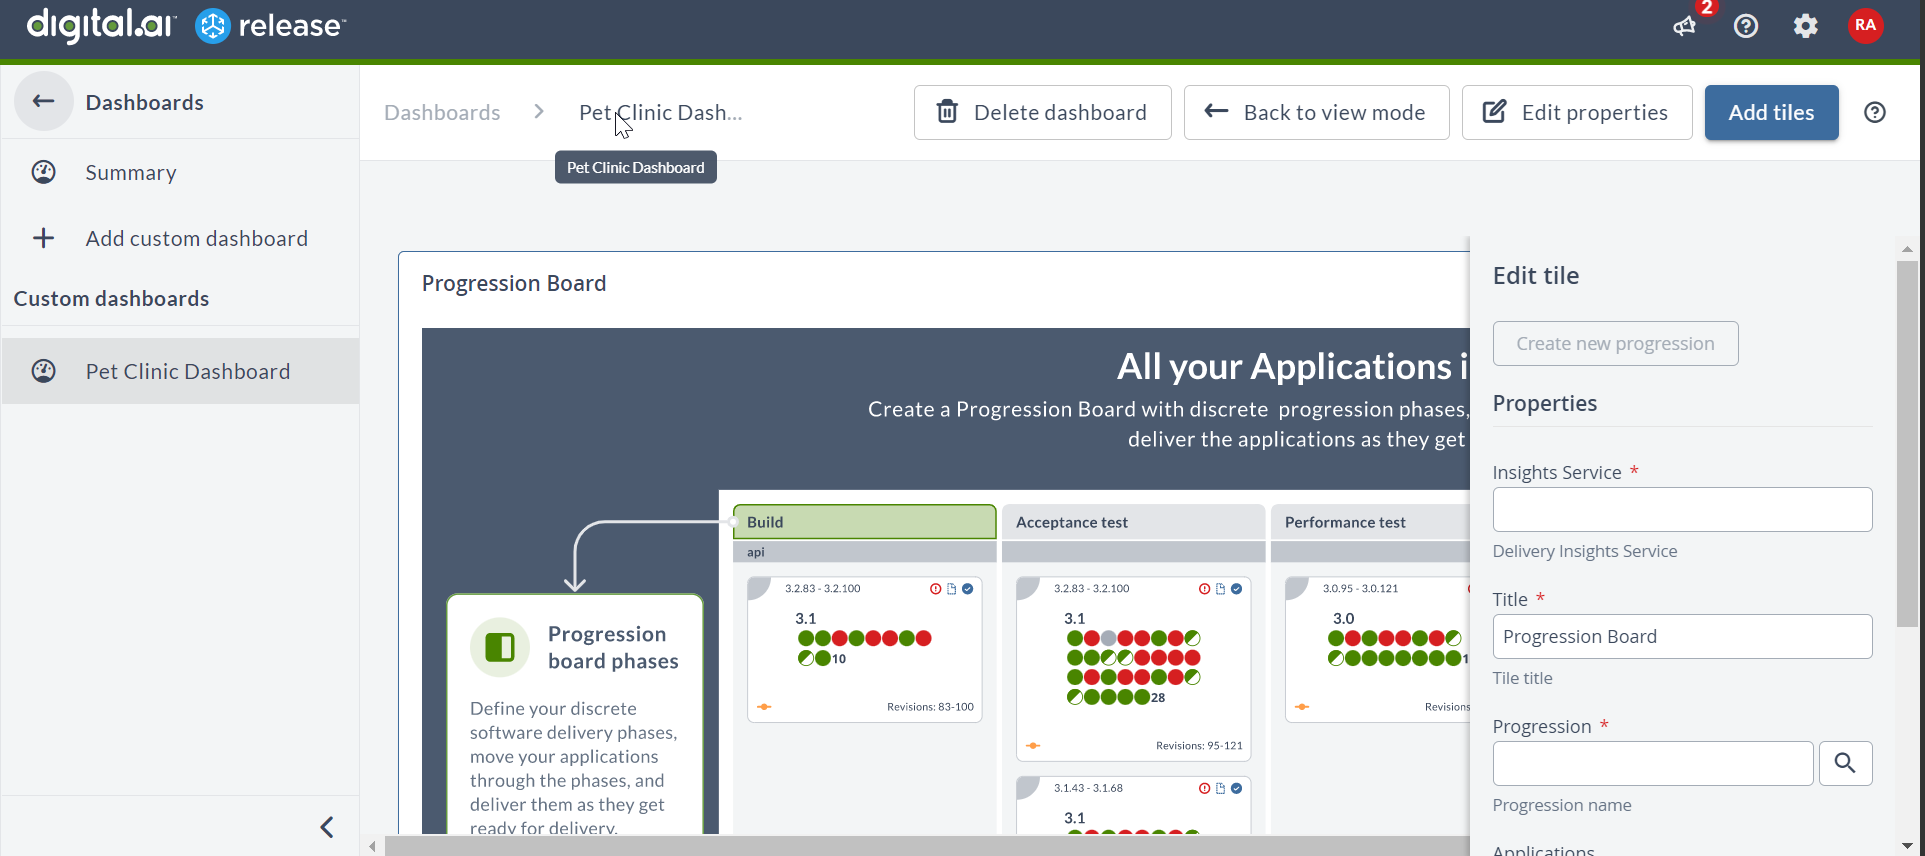 digital.ai release™
2
RA
Dashboards
Summary
Add custom dashboard
Custom dashboards
Pet Clinic Dashboard
Dashboards > Pet Clinic Dash...
Pet Clinic Dashboard
Delete dashboard
Back to view mode
Edit properties
Add tiles
Progression Board
All your Applications i
Create a Progression Board with discrete progression phases,
deliver the applications as they get
Build
Acceptance test
Performance test
api
3.2.83 - 3.2.100
3.1
10
Revisions: 83-100
3.2.83 - 3.2.100
3.1
28
Revisions: 95-121
3.0.95 - 3.0.121
3.0
1
Revisions
3.1.43 - 3.1.68
3.1
Progression
board phases
Define your discrete
software delivery phases,
move your applications
through the phases, and
deliver them as they get
ready for delivery.
Edit tile
Create new progression
Properties
Insights Service *
Delivery Insights Service
Title *
Progression Board
Tile title
Progression *
Progression name
Applications